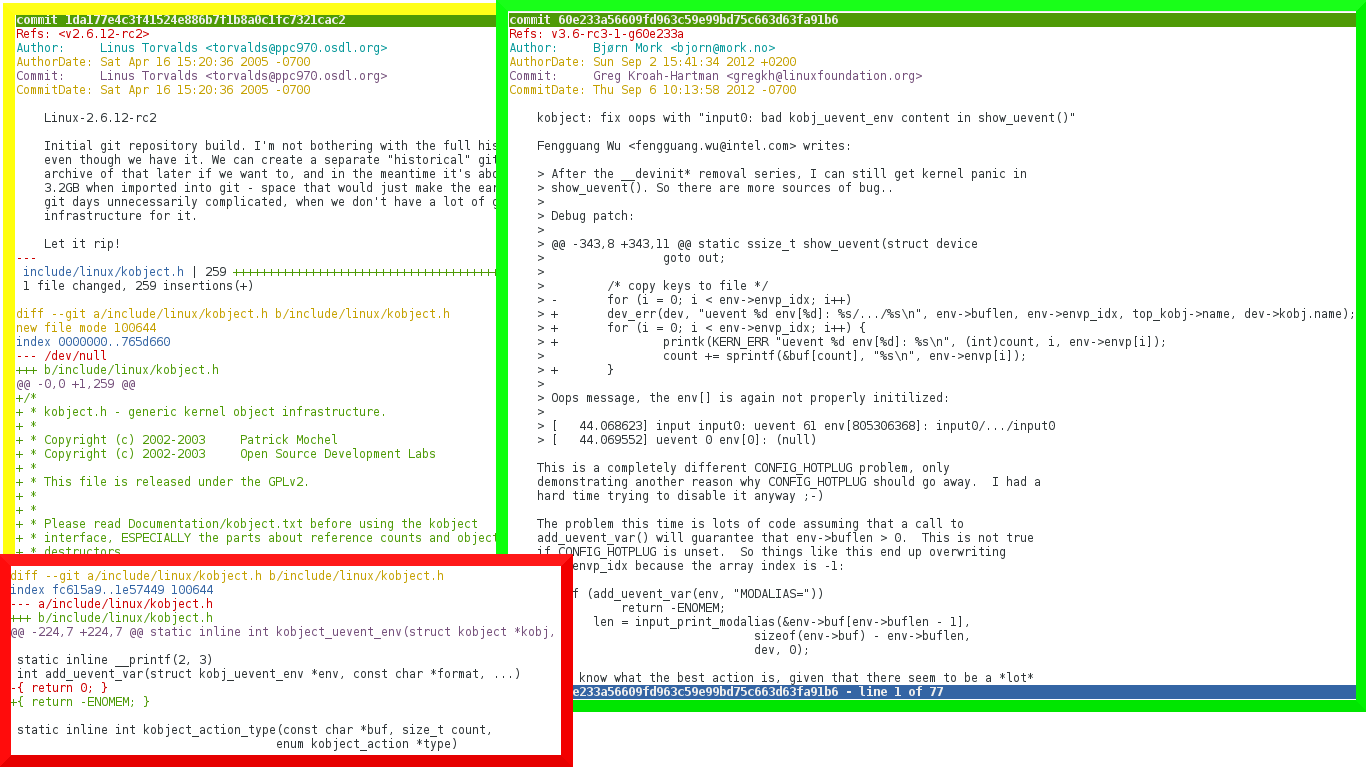 commit 1da177e4c3f41524e886b7f1b8a0c1fc7321cac2
Refs: <v2.6.12-rc2>
Author:     Linus Torvalds <torvalds@ppc970.osdl.org>
AuthorDate: Sat Apr 16 15:20:36 2005 -0700
Commit:     Linus Torvalds <torvalds@ppc970.osdl.org>
CommitDate: Sat Apr 16 15:20:36 2005 -0700
Linux-2.6.12-rc2
Initial git repository build. I'm not bothering with the full his
even though we have it. We can create a separate "historical" git
archive of that later if we want to, and in the meantime it's abo
3.2GB when imported into git - space that would just make the ear
git days unnecessarily complicated, when we don't have a lot of g
infrastructure for it.
Let it rip!
---
include/linux/kobject.h | 259 +++++++++++++++++++++++++++++++++++++
1 file changed, 259 insertions(+)
diff --git a/include/linux/kobject.h b/include/linux/kobject.h
new file mode 100644
index 0000000..765d660
--- /dev/null
+++ b/include/linux/kobject.h
@@ -0,0 +1,259 @@
+/*
+ * kobject.h - generic kernel object infrastructure.
+ *
+ * Copyright (c) 2002-2003     Patrick Mochel
+ * Copyright (c) 2002-2003     Open Source Development Labs
+ *
+ * This file is released under the GPLv2.
+ *
+ *
+ * Please read Documentation/kobject.txt before using the kobject
+ * interface, ESPECIALLY the parts about reference counts and object
+ * destructors
commit 60e233a56609fd963c59e99bd75c663d63fa91b6
Refs: v3.6-rc3-1-g60e233a
Author:     Bjørn Mork <bjorn@mork.no>
AuthorDate: Sun Sep 2 15:41:34 2012 +0200
Commit:     Greg Kroah-Hartman <gregkh@linuxfoundation.org>
CommitDate: Thu Sep 6 10:13:58 2012 -0700
kobject: fix oops with "input0: bad kobj_uevent_env content in show_uevent()"
Fengguang Wu <fengguang.wu@intel.com> writes:
> After the __devinit* removal series, I can still get kernel panic in
> show_uevent(). So there are more sources of bug..
>
> Debug patch:
>
> @@ -343,8 +343,11 @@ static ssize_t show_uevent(struct device
>                 goto out;
>
>         /* copy keys to file */
> -       for (i = 0; i < env->envp_idx; i++)
> +       dev_err(dev, "uevent %d env[%d]: %s/.../%s\n", env->buflen, env->envp_idx, top_kobj->name, dev->kobj.name);
> +       for (i = 0; i < env->envp_idx; i++) {
> +               printk(KERN_ERR "uevent %d env[%d]: %s\n", (int)count, i, env->envp[i]);
>                 count += sprintf(&buf[count], "%s\n", env->envp[i]);
> +       }
>
> Oops message, the env[] is again not properly initilized:
>
> [   44.068623] input input0: uevent 61 env[805306368]: input0/.../input0
> [   44.069552] uevent 0 env[0]: (null)
This is a completely different CONFIG_HOTPLUG problem, only
demonstrating another reason why CONFIG_HOTPLUG should go away.  I had a
hard time trying to disable it anyway ;-)
The problem this time is lots of code assuming that a call to
add_uevent_var() will guarantee that env->buflen > 0.  This is not true
if CONFIG_HOTPLUG is unset.  So things like this end up overwriting
envp_idx because the array index is -1:
(add_uevent_var(env, "MODALIAS="))
return -ENOMEM;
len = input_print_modalias(&env->buf[env->buflen - 1],
sizeof(env->buf) - env->buflen,
dev, 0);
know what the best action is, given that there seem to be a *lot*
e233a56609fd963c59e99bd75c663d63fa91b6 - line 1 of 77
diff --git a/include/linux/kobject.h b/include/linux/kobject.h
index fc615a9..1e57449 100644
--- a/include/linux/kobject.h
+++ b/include/linux/kobject.h
@@ -224,7 +224,7 @@ static inline int kobject_uevent_env(struct kobject *kobj,
static inline __printf(2, 3)
int add_uevent_var(struct kobj_uevent_env *env, const char *format, ...)
-{ return 0; }
+{ return -ENOMEM; }
static inline int kobject_action_type(const char *buf, size_t count,
enum kobject_action *type)